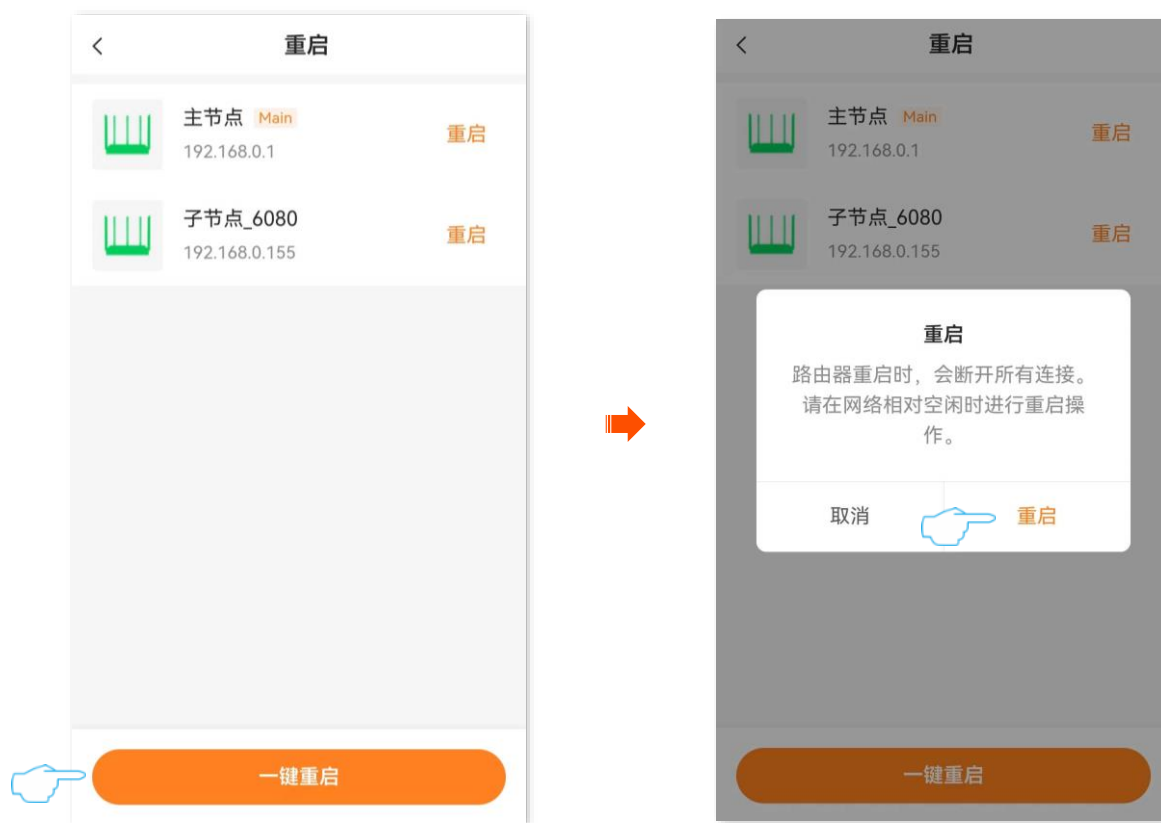 重启
主节点 Main
192.168.0.1
重启
子节点_6080
192.168.0.155
重启
一键重启
重启
主节点 Main
192.168.0.1
重启
子节点_6080
192.168.0.155
重启
重启
路由器重启时，会断开所有连接。
请在网络相对空闲时进行重启操
作。
取消
重启
一键重启